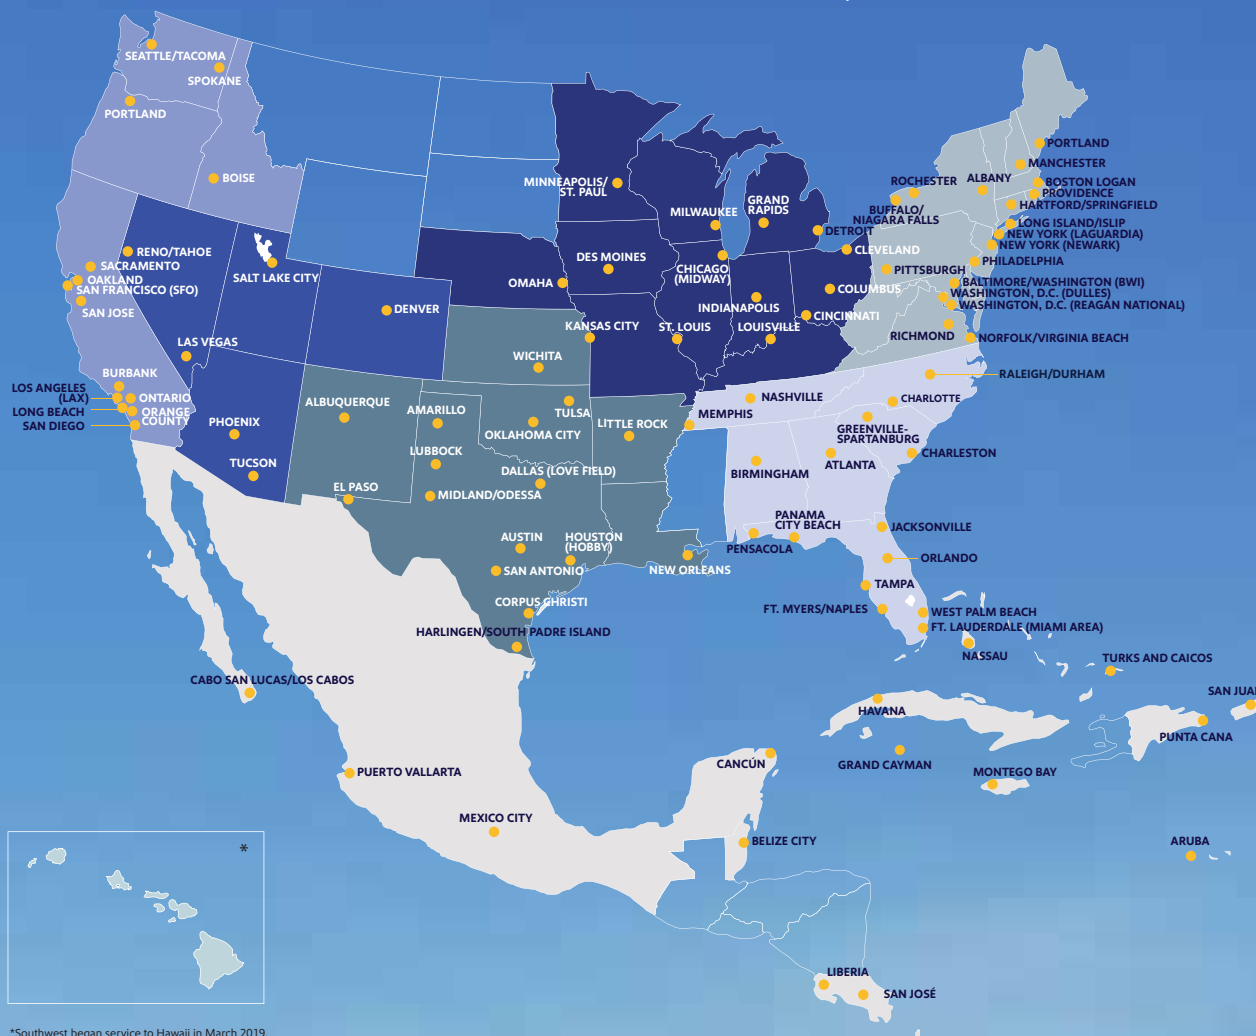 SEATTLE/TACOMA
SPOKANE
PORTLAND
BOISE
RENO/TAHOE
SACRAMENTO
OAKLAND
SAN FRANCISCO (SFO)
SAN JOSE
SALT LAKE CITY
DENVER
LAS VEGAS
BURBANK
LOS ANGELES
(LAX)
ONTARIO
LONG BEACH
ORANGE
COUNTY
SAN DIEGO
PHOENIX
TUCSON
MINNEAPOLIS/
ST. PAUL
MILWAUKEE
GRAND
RAPIDS
DETROIT
CLEVELAND
DES MOINES
OMAHA
CHICAGO
(MIDWAY)
INDIANAPOLIS
COLUMBUS
CINCINNATI
KANSAS CITY
ST. LOUIS
LOUISVILLE
WICHITA
ALBUQUERQUE
AMARILLO
TULSA
OKLAHOMA CITY
LITTLE ROCK
LUBBOCK
DALLAS (LOVE FIELD)
EL PASO
MIDLAND/ODESSA
AUSTIN
HOUSTON
(HOBBY)
SAN ANTONIO
NEW ORLEANS
CORPUS CHRISTI
HARLINGEN/SOUTH PADRE ISLAND
PORTLAND
MANCHESTER
ROCHESTER
ALBANY
BOSTON LOGAN
PROVIDENCE
HARTFORD/SPRINGFIELD
BUFFALO/
NIAGARA FALLS
LONG ISLAND/ISLIP
NEW YORK (LAGUARDIA)
NEW YORK (NEWARK)
PHILADELPHIA
PITTSBURGH
BALTIMORE/WASHINGTON (BWI)
WASHINGTON, D.C. (DULLES)
WASHINGTON, D.C. (REAGAN NATIONAL)
RICHMOND
NORFOLK/VIRGINIA BEACH
RALEIGH/DURHAM
NASHVILLE
CHARLOTTE
MEMPHIS
GREENVILLE-
SPARTANBURG
CHARLESTON
BIRMINGHAM
ATLANTA
PANAMA
CITY BEACH
PENSACOLA
JACKSONVILLE
ORLANDO
TAMPA
FT. MYERS/NAPLES
WEST PALM BEACH
FT. LAUDERDALE (MIAMI AREA)
NASSAU
TURKS AND CAICOS
SAN JUA
HAVANA
PUNTA CANA
GRAND CAYMAN
MONTEGO BAY
CABO SAN LUCAS/LOS CABOS
CANCÚN
PUERTO VALLARTA
MEXICO CITY
BELIZE CITY
ARUBA
LIBERIA
SAN JOSÉ
*
*Southwest began service to Hawaii in March 2019.